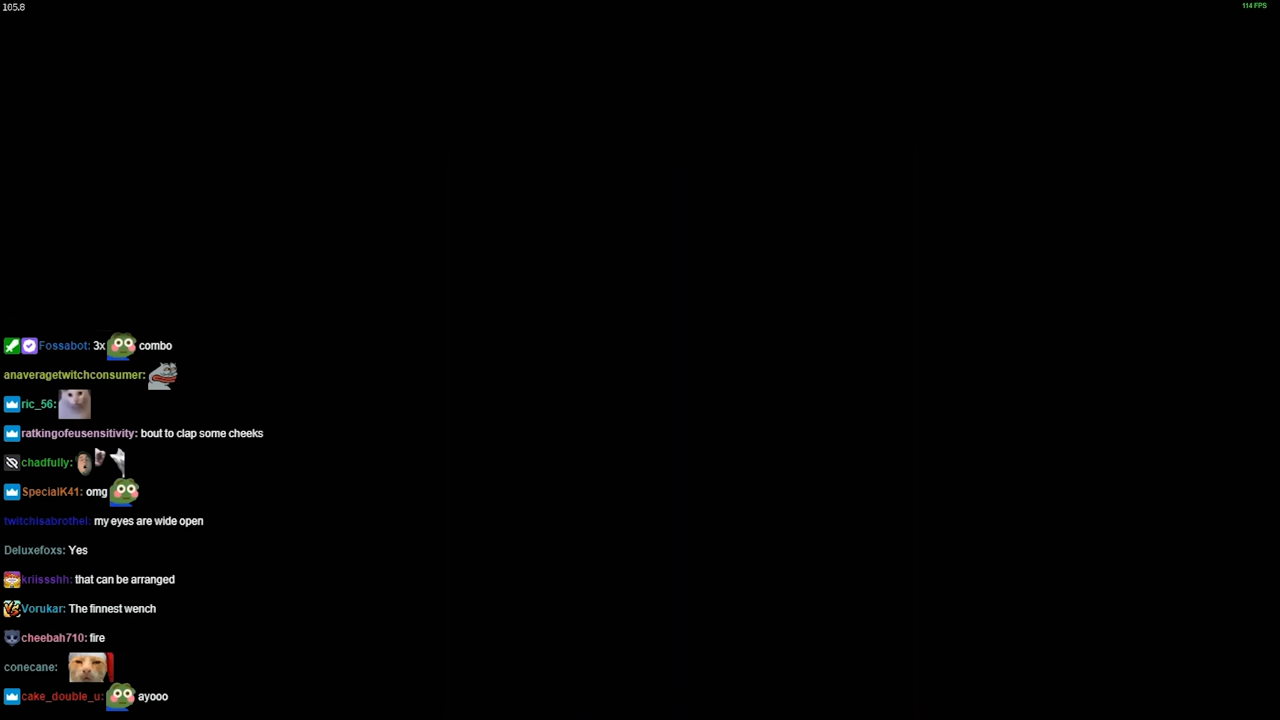 105.8
114 FPS
Fossabot: 3x combo
anaveragetwitchconsumer:
ric_56:
ratkingofeusensitivity: bout to clap some cheeks
chadfully:
SpecialK41: omg
twitchisabrothel: my eyes are wide open
Deluxefoxs: Yes
kriissshh: that can be arranged
Vorukar: The finnest wench
cheebah710: fire
conecane:
cake_double_u: ayooo